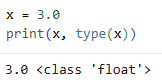 x = 3.0
print(x, type(x))
3.0 <class 'float'>